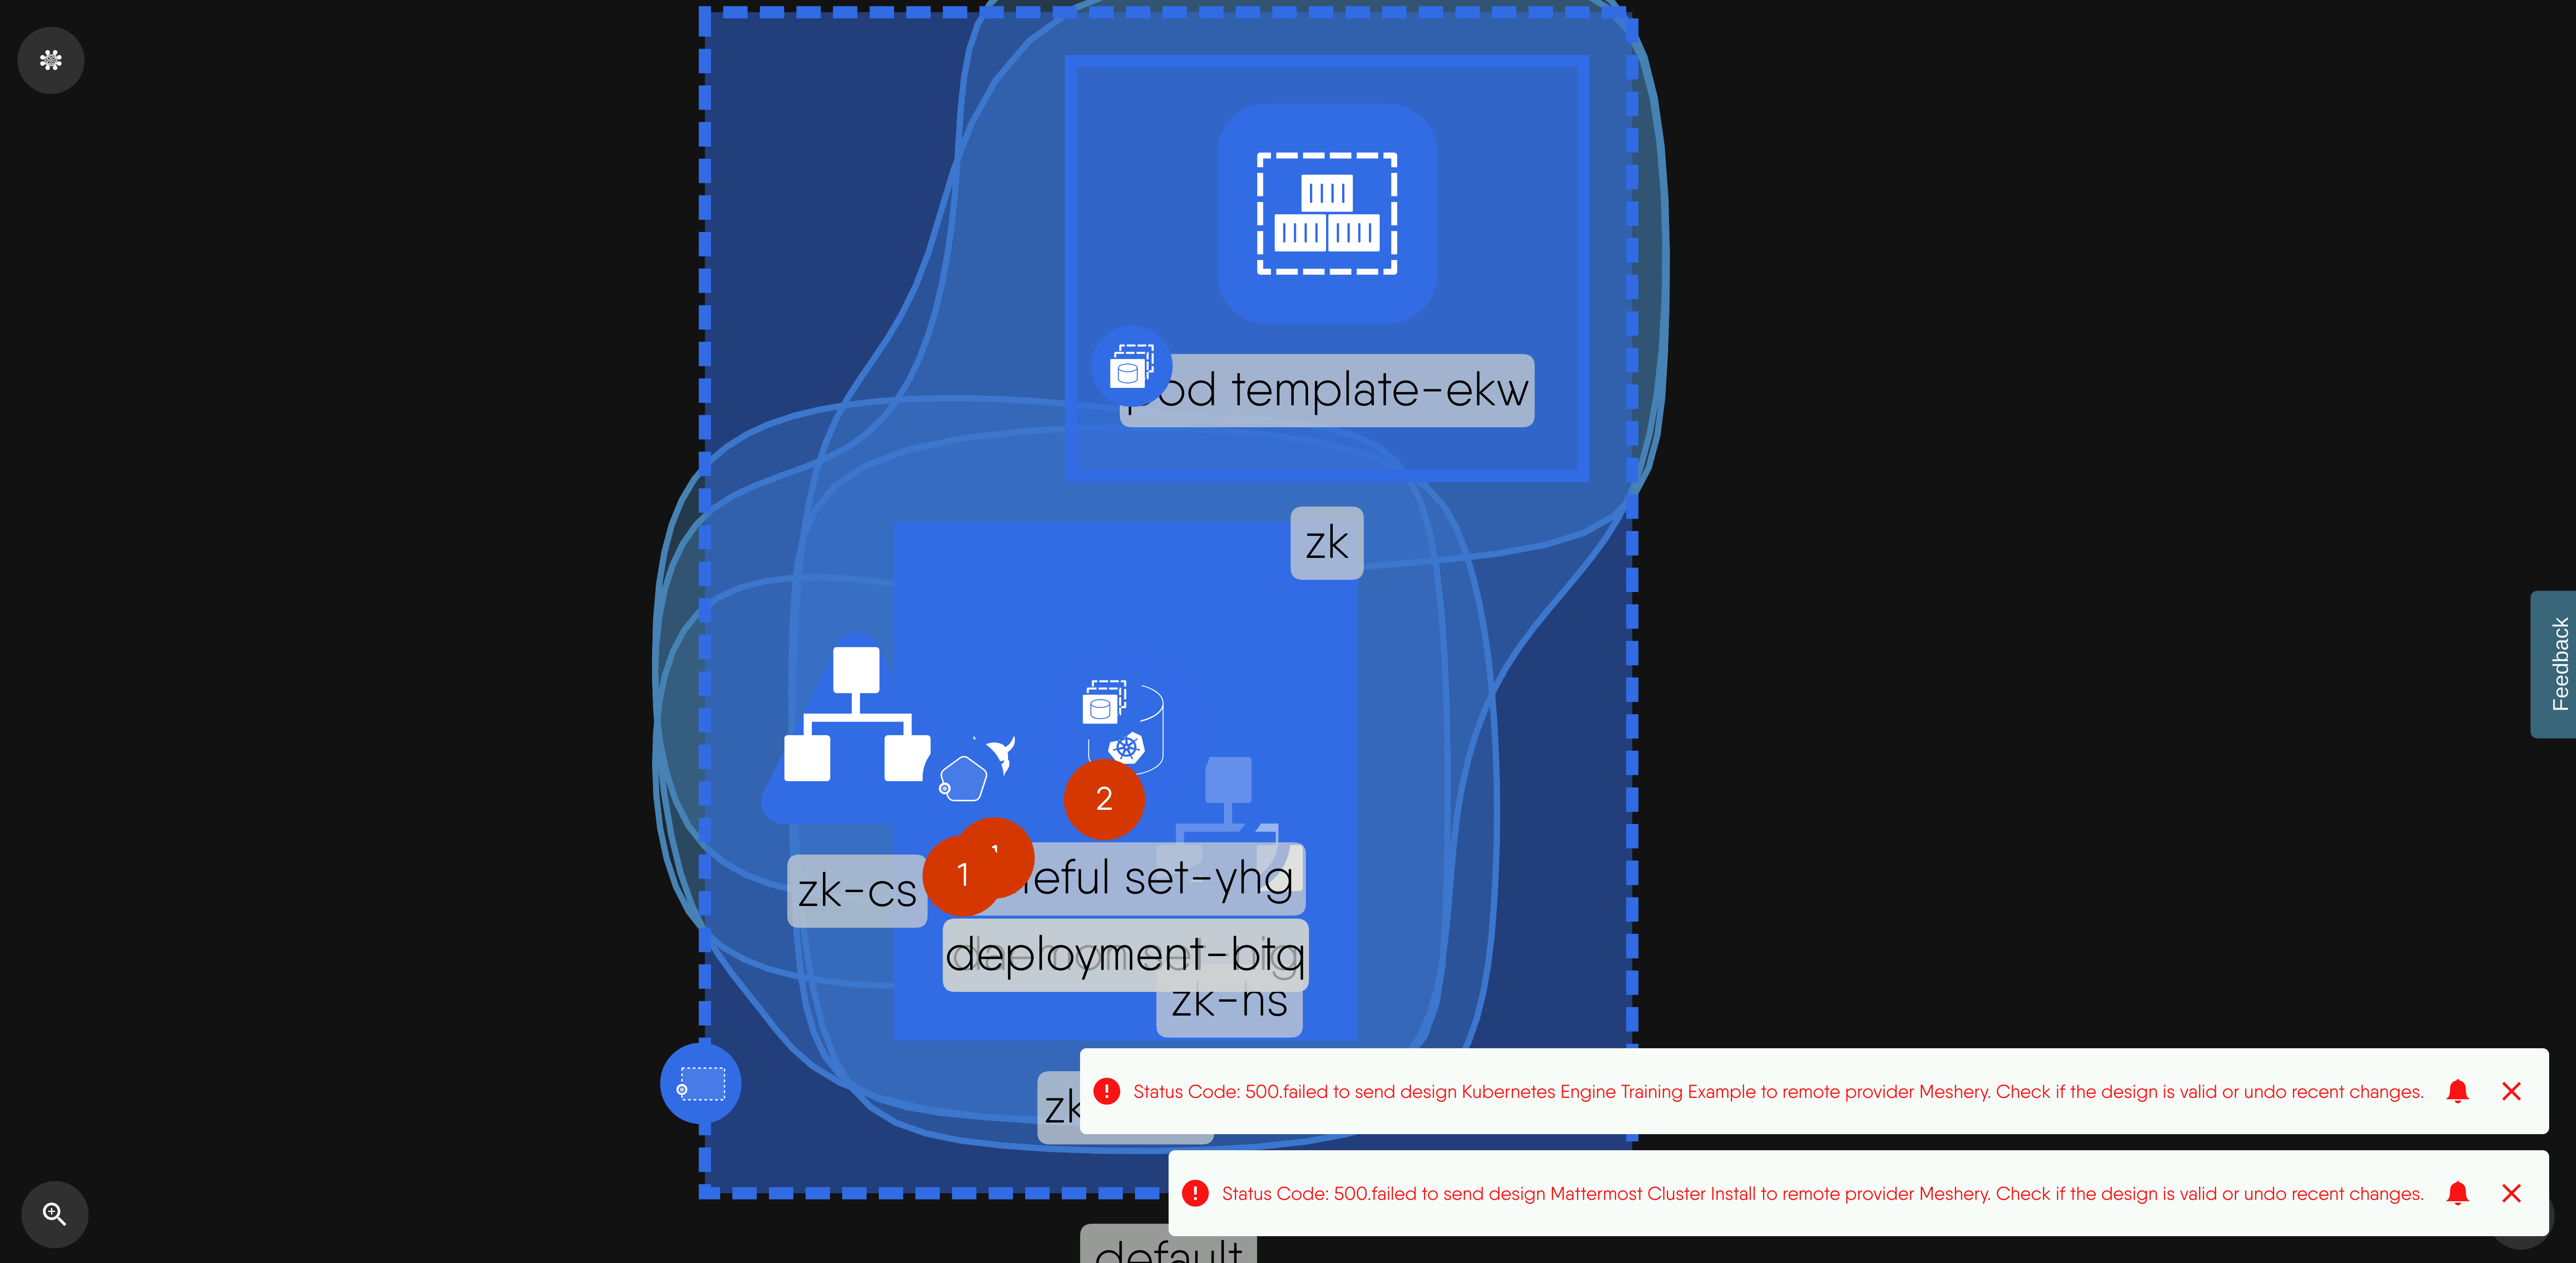 pod template-ekw
zk
2
1
zk-cs
set-yhg
deployment-btq
zk-hs
zk
Status Code: 500.failed to send design Kubernetes Engine Training Example to remote provider Meshery. Check if the design is valid or undo recent changes.
Status Code: 500.failed to send design Mattermost Cluster Install to remote provider Meshery. Check if the design is valid or undo recent changes.
default
Feedback